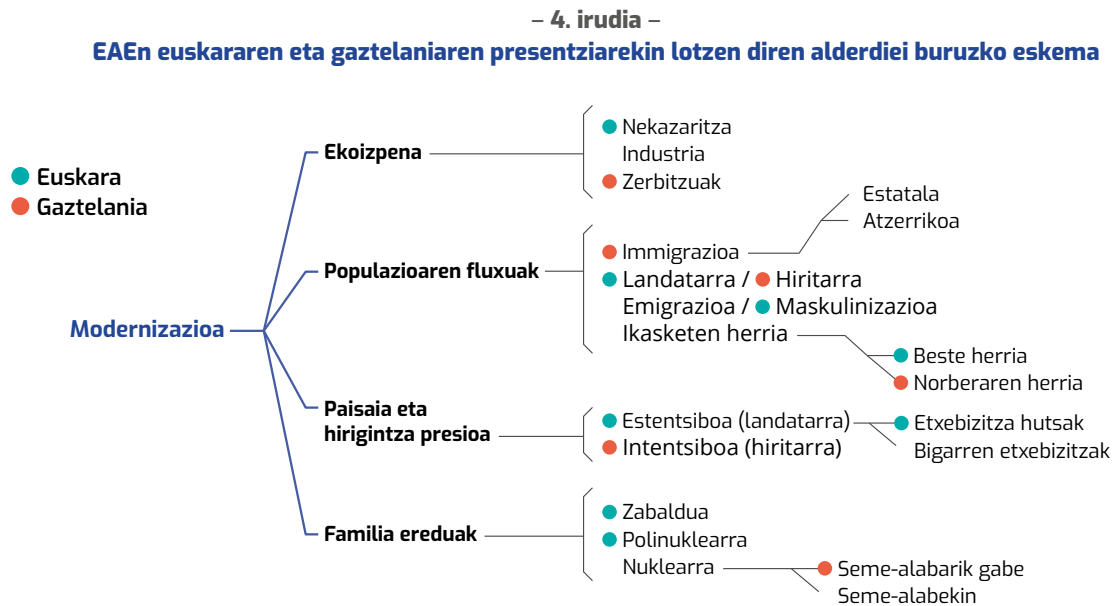 – 4. irudia –
EAEn euskararen eta gaztelaniaren presentziarekin lotzen diren alderdiei buruzko eskema
Euskara
Gaztelania
Modernizazioa
Ekoizpena
Nekazaritza
Industria
Zerbitzuak
Populazioaren fluxuak
Immigrazioa
Estatala
Atzerrikoa
Landatarra / Hiritarra
Emigrazioa / Maskulinizazioa
Ikasketen herria
Beste herria
Norberaren herria
Paisaia eta
hirigintza presioa
Estentsiboa (landatarra)
Etxebizitza hutsak
Bigarren etxebizitzak
Intentsiboa (hiritarra)
Familia ereduak
Zabaldua
Polinuklearra
Nuklearra
Seme-alabarik gabe
Seme-alabekin